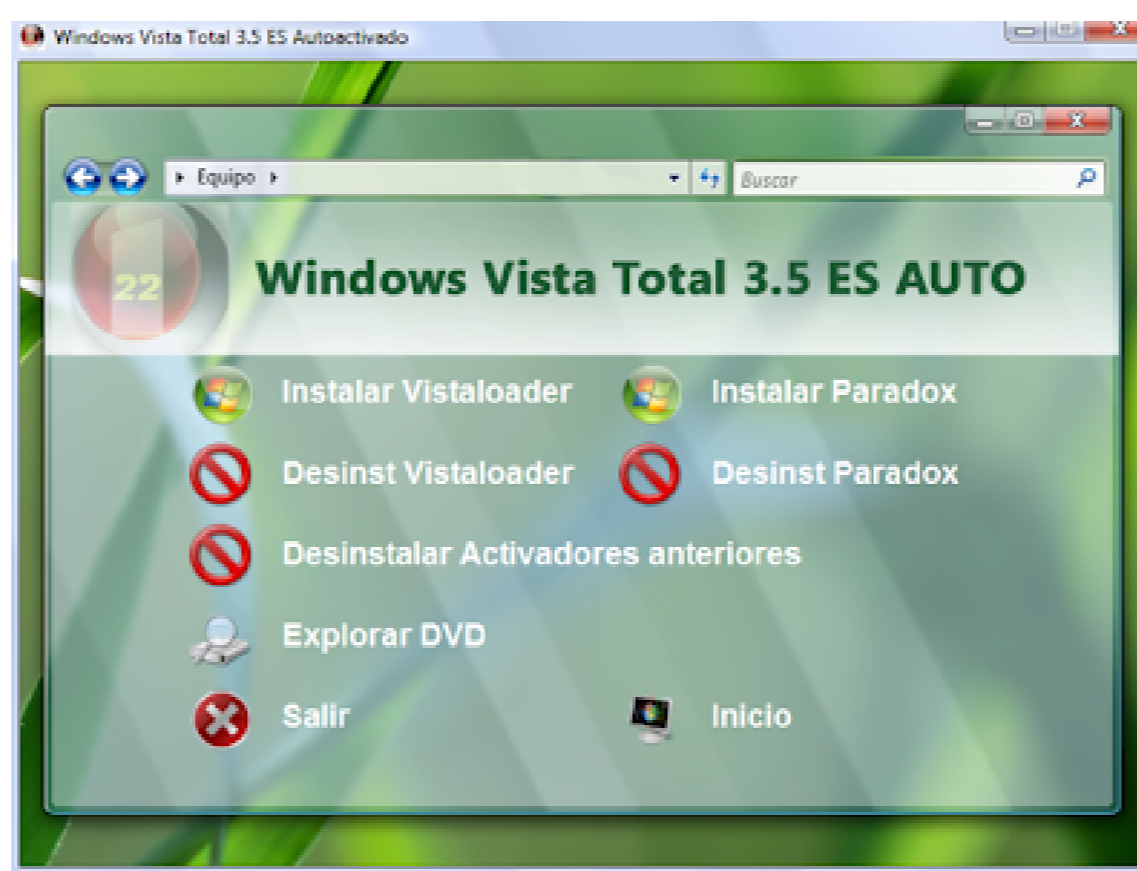 Windows Vista Total 3.5 ES Autoactivado
Equipo
Buscar
22
Windows Vista Total 3.5 ES AUTO
Instalar Vistaloader
Instalar Paradox
Desinst Vistaloader
Desinst Paradox
Desinstalar Activadores anteriores
Explorar DVD
Salir
Inicio